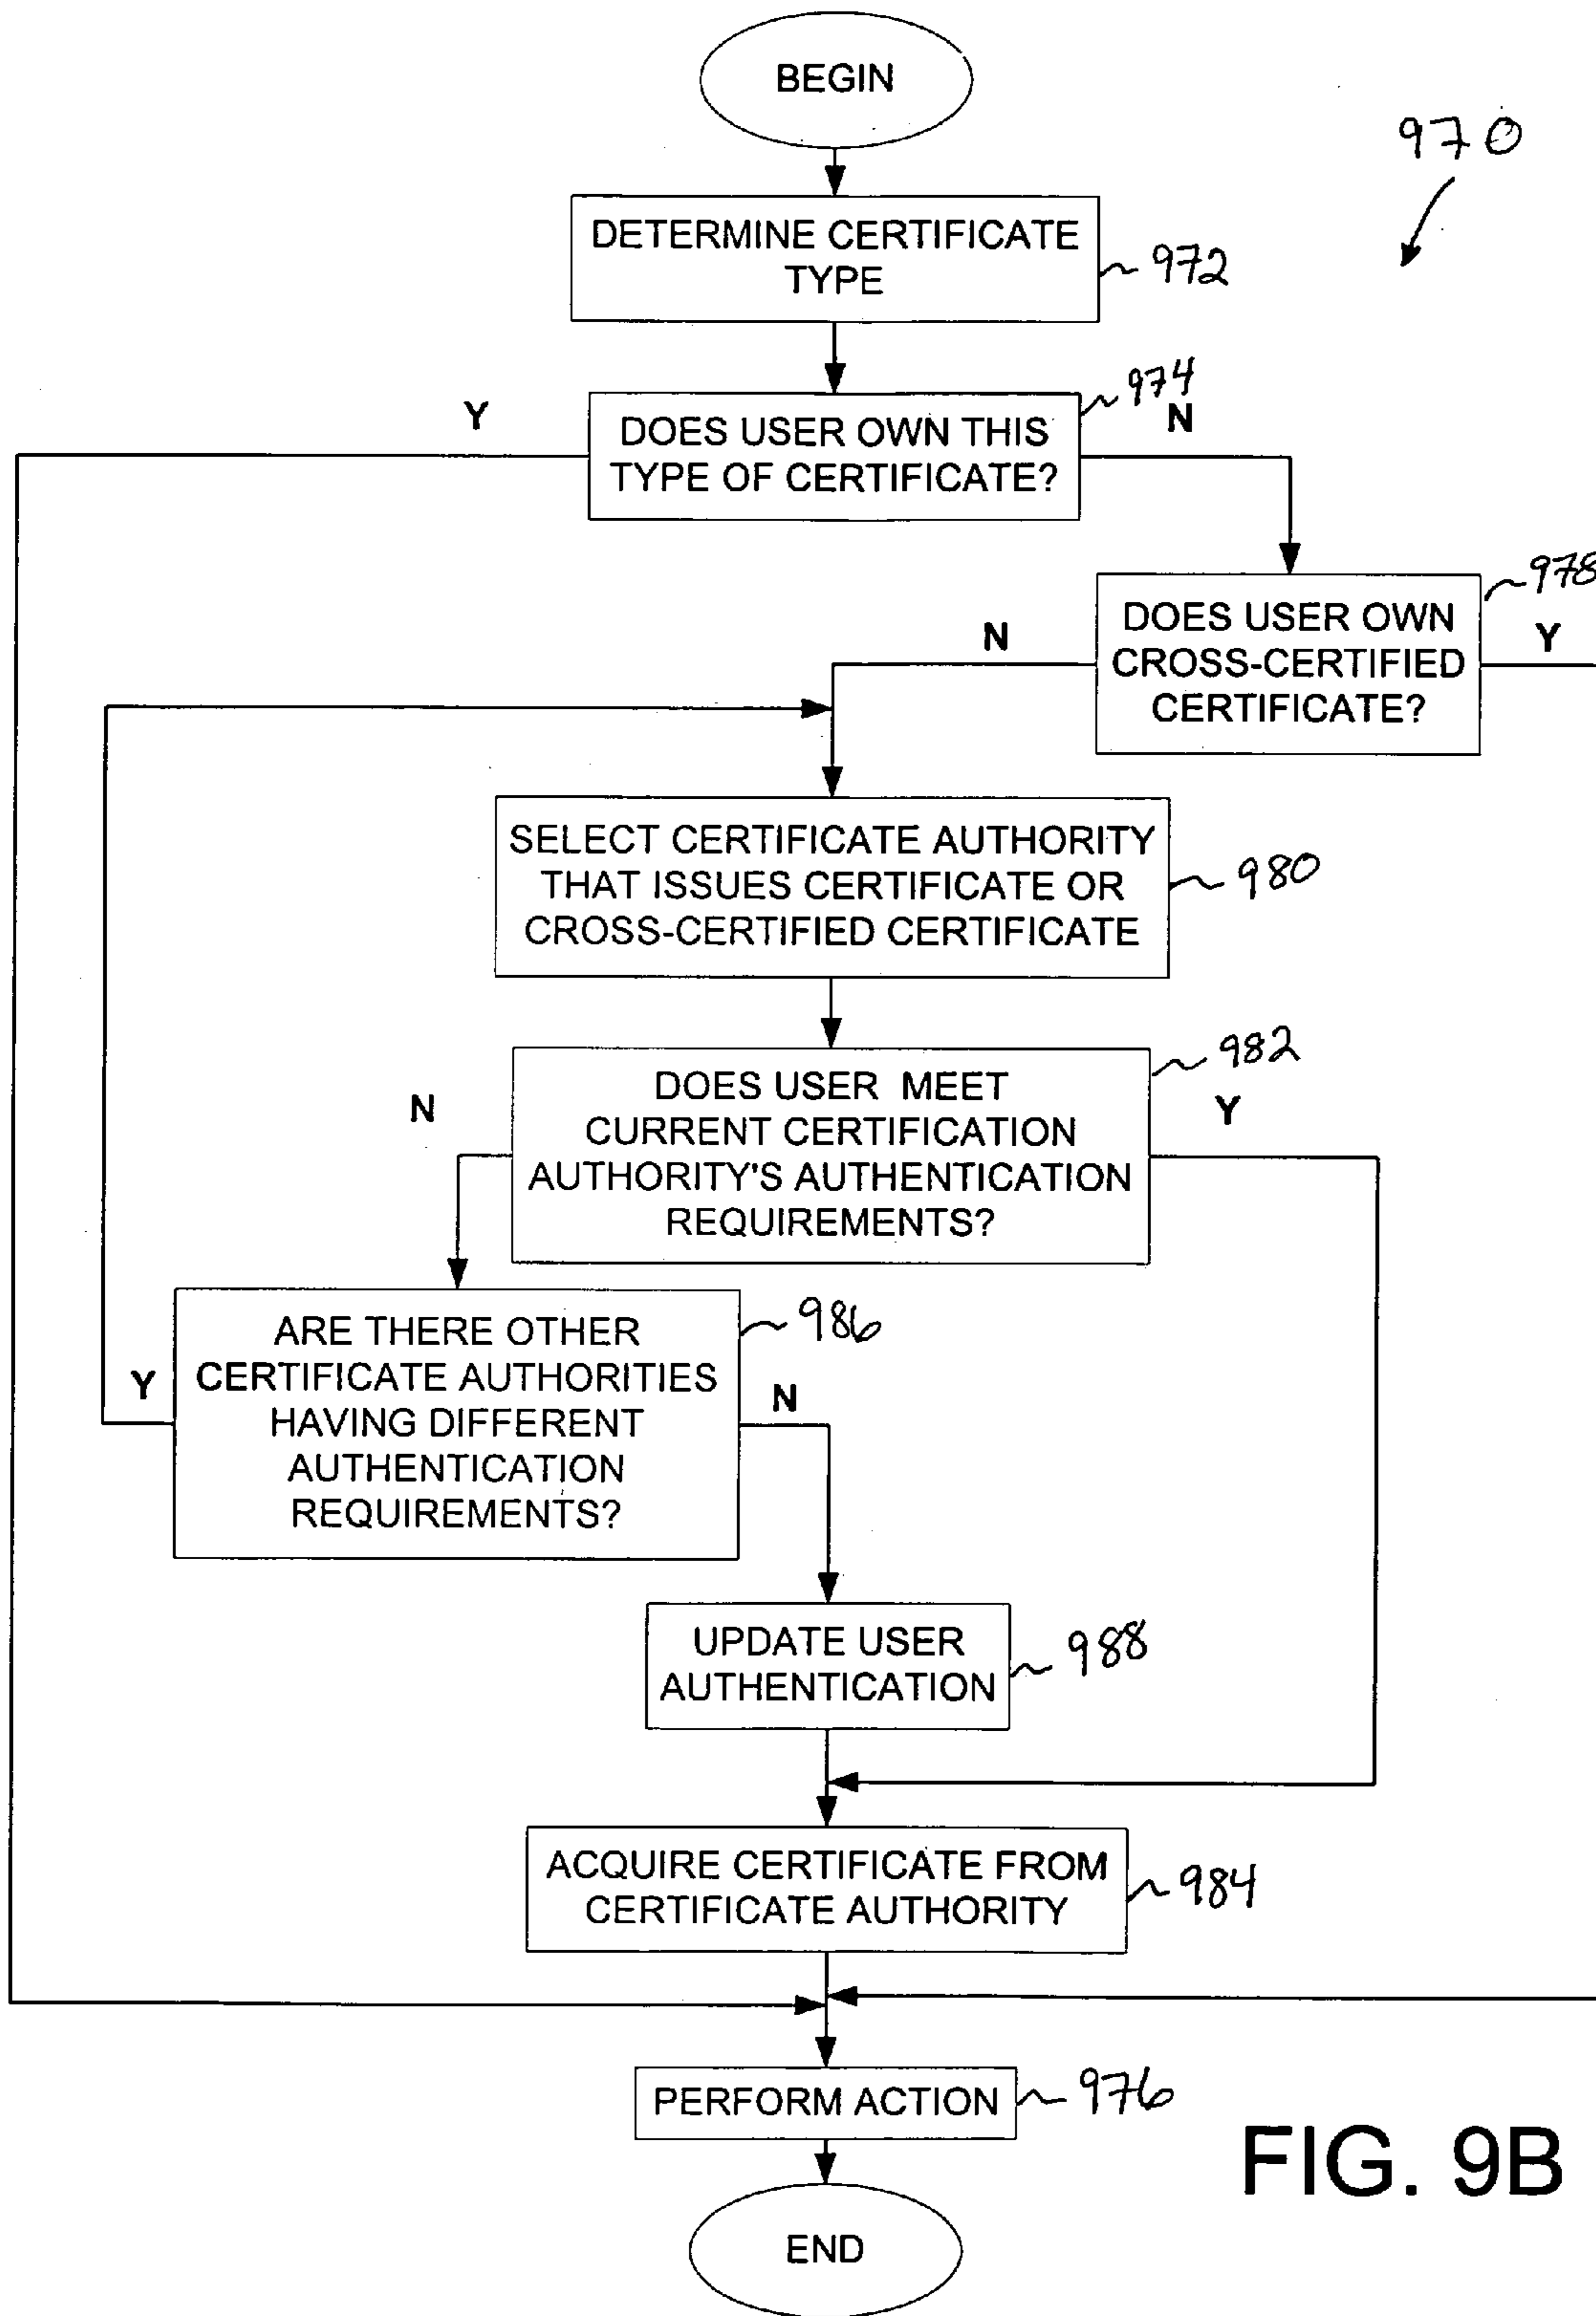 BEGIN
970
DETERMINE CERTIFICATE
TYPE
972
974
Y
N
DOES USER OWN THIS
TYPE OF CERTIFICATE?
978
DOES USER OWN
CROSS-CERTIFIED
CERTIFICATE?
N
Y
SELECT CERTIFICATE AUTHORITY
THAT ISSUES CERTIFICATE OR
CROSS-CERTIFIED CERTIFICATE
980
982
DOES USER MEET
CURRENT CERTIFICATION
AUTHORITY'S AUTHENTICATION
REQUIREMENTS?
N
Y
986
ARE THERE OTHER
CERTIFICATE AUTHORITIES
HAVING DIFFERENT
AUTHENTICATION
REQUIREMENTS?
Y
N
UPDATE USER
AUTHENTICATION
988
ACQUIRE CERTIFICATE FROM
CERTIFICATE AUTHORITY
984
PERFORM ACTION
976
FIG. 9B
END